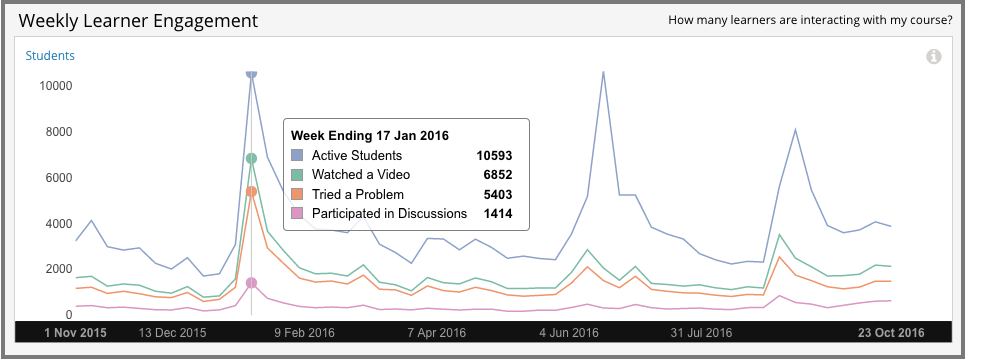 Weekly Learner Engagement
How many learners are interacting with my course?
Students
10000
8000
6000
4000
2000
0
Week Ending 17 Jan 2016
Active Students 10593
Watched a Video 6852
Tried a Problem 5403
Participated in Discussions 1414
1 Nov 2015 13 Dec 2015 9 Feb 2016 7 Apr 2016 4 Jun 2016 31 Jul 2016 23 Oct 2016